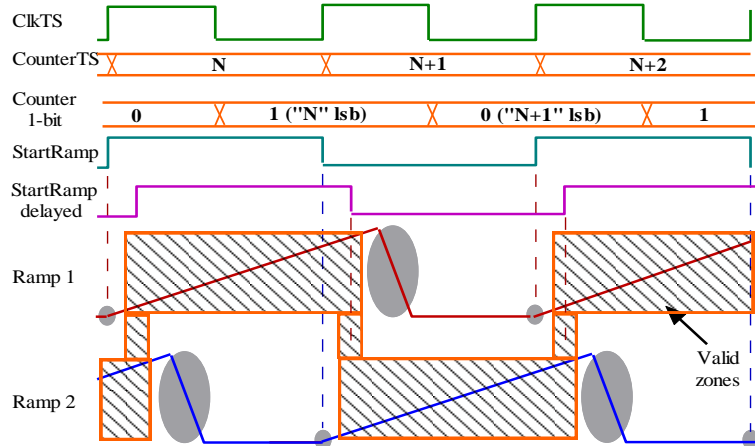 ClkTS
CounterTS
N
N+1
N+2
Counter
1-bit
0
1 ("N" lsb)
0 ("N+1" lsb)
1
StartRamp
StartRamp
delayed
Ramp 1
Valid
zones
Ramp 2